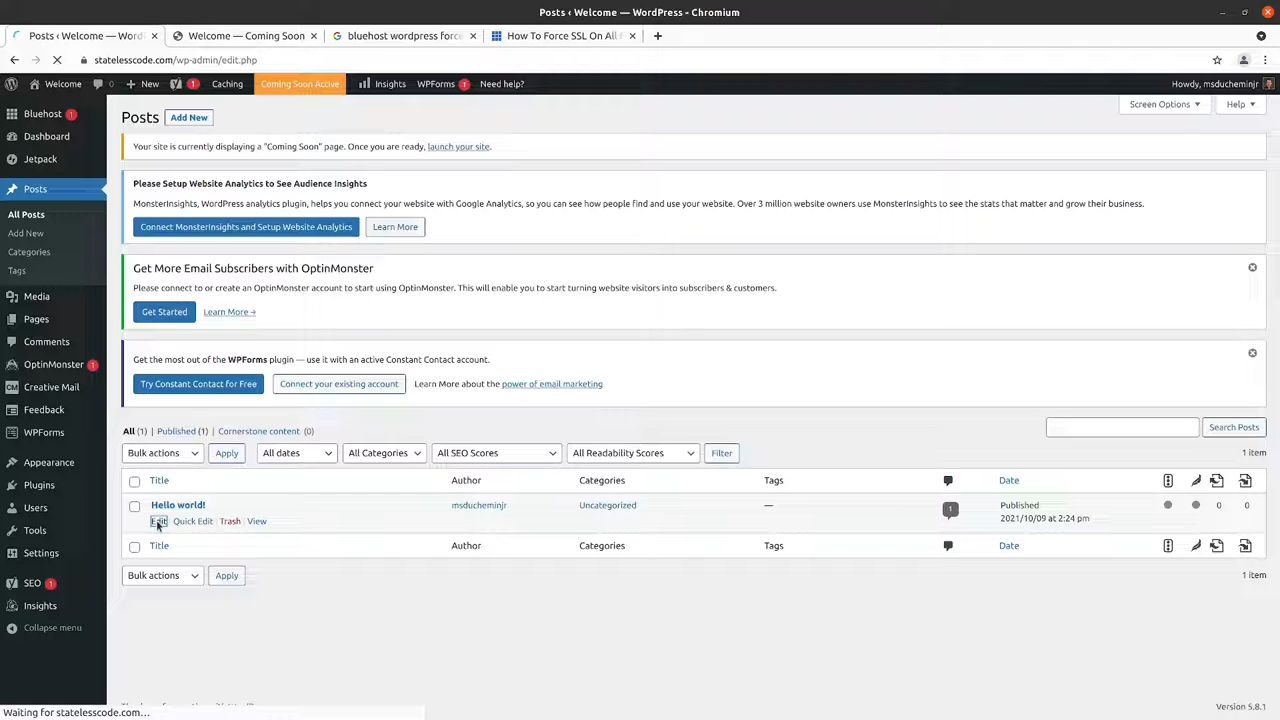 Posts ‹ Welcome — WordPress - Chromium
Posts ‹ Welcome — Word
Welcome — Coming Soon
bluehost wordpress force
How To Force SSL On All F
statelesscode.com/wp-admin/edit.php
Welcome 0 + New 1 Caching Coming Soon Active Insights WPForms 1 Need help? Howdy, msducheminjr
Bluehost 1
Dashboard
Jetpack
Posts
All Posts
Add New
Categories
Tags
Media
Pages
Comments
OptinMonster 1
Creative Mail
Feedback
WPForms
Appearance
Plugins
Users
Tools
Settings
SEO 1
Insights
Collapse menu
Screen Options Help
Posts Add New
Your site is currently displaying a "Coming Soon" page. Once you are ready, launch your site.
Please Setup Website Analytics to See Audience Insights
MonsterInsights, WordPress analytics plugin, helps you connect your website with Google Analytics, so you can see how people find and use your website. Over 3 million website owners use MonsterInsights to see the stats that matter and grow their business.
Connect MonsterInsights and Setup Website Analytics Learn More
Get More Email Subscribers with OptinMonster
Please connect to or create an OptinMonster account to start using OptinMonster. This will enable you to start turning website visitors into subscribers & customers.
Get Started Learn More →
Get the most out of the WPForms plugin — use it with an active Constant Contact account.
Try Constant Contact for Free Connect your existing account Learn More about the power of email marketing
All (1) | Published (1) | Cornerstone content (0)
Search Posts
Bulk actions Apply All dates All Categories All SEO Scores All Readability Scores Filter 1 item
Title Author Categories Tags Date
Hello world! msducheminjr Uncategorized — 1 Published 0 0
2021/10/09 at 2:24 pm
Edit | Quick Edit | Trash | View
Title Author Categories Tags Date
Bulk actions Apply 1 item
Version 5.8.1
Waiting for statelesscode.com...